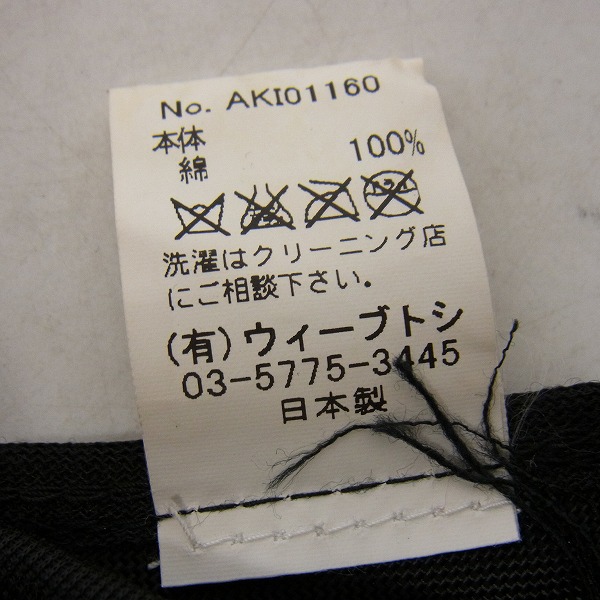 No. AKI01160
本体
綿 100%
洗濯はクリーニング店
にご相談下さい.
(有)ウィーブトシ
03-5775-3445
日本製